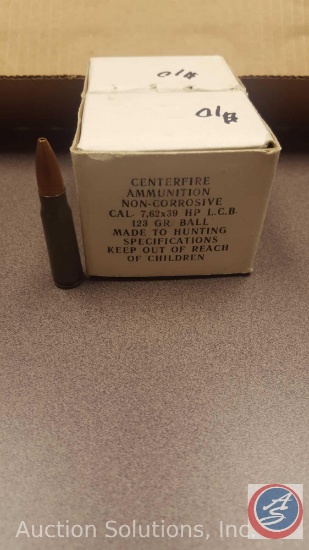 #10
#10
CENTERFIRE
AMMUNITION
NON-CORROSIVE
CAL- 7,62x39 HP L.C.B.
123 GR. BALL
MADE TO HUNTING
SPECIFICATIONS
KEEP OUT OF REACH
OF CHILDREN
AS
Auction Solutions, Inc.